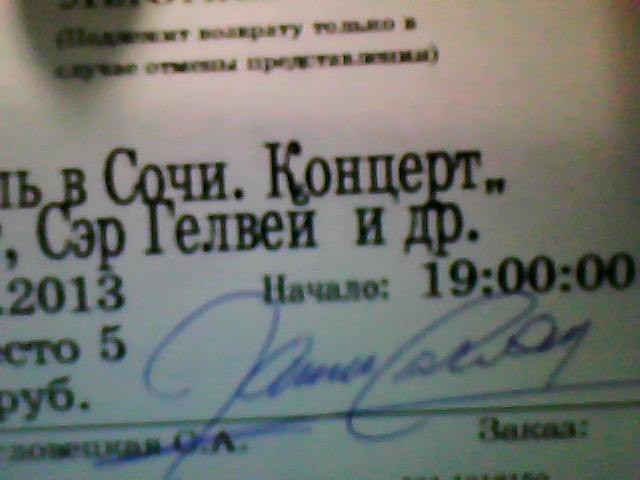 (Подлежит возврату только в
случае отмены представления)
ль в Сочи. Концерт„
, Сэр Гелвей и др.
.2013 Начало: 19:00:00
есто 5
руб.
словецкая О.А. Заказ: